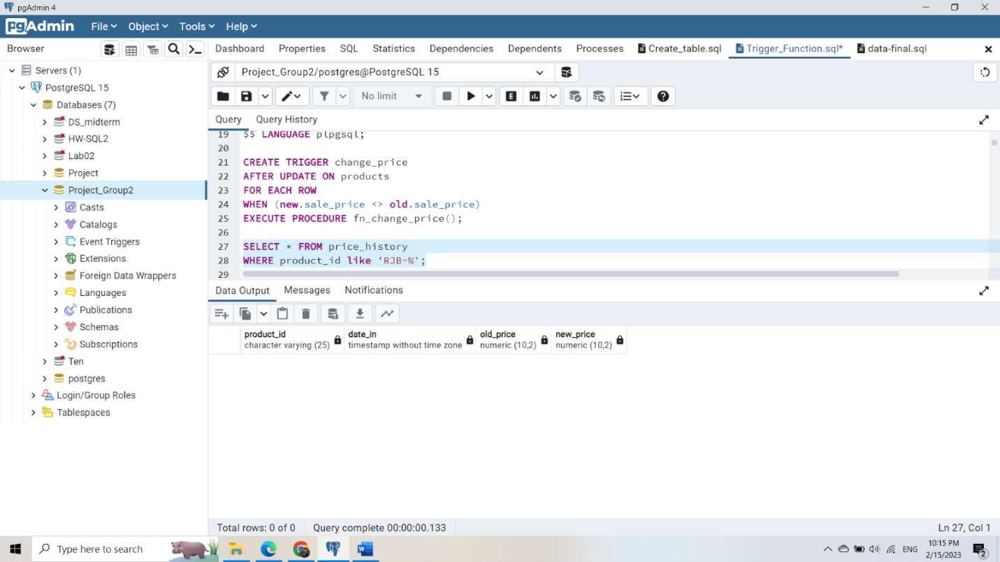 pgAdmin 4
pgAdmin File Object Tools Help
Browser
Dashboard Properties SQL Statistics Dependencies Dependents Processes Create_table.sql Trigger_Function.sql* data-final.sql
Servers (1)
PostgreSQL 15
Databases (7)
DS_midterm
HW-SQL2
Lab02
Project
Project_Group2
Casts
Catalogs
Event Triggers
Extensions
Foreign Data Wrappers
Languages
Publications
Schemas
Subscriptions
Ten
postgres
Login/Group Roles
Tablespaces
Project_Group2/postgres@PostgreSQL 15
No limit
E
Query Query History
19 $$ LANGUAGE plpgsql;
20
21 CREATE TRIGGER change_price
22 AFTER UPDATE ON products
23 FOR EACH ROW
24 WHEN (new.sale_price <> old.sale_price)
25 EXECUTE PROCEDURE fn_change_price();
26
27 SELECT * FROM price_history
28 WHERE product_id like 'RJB-%';
29
Data Output Messages Notifications
product_id date_in old_price new_price
character varying (25) timestamp without time zone numeric (10,2) numeric (10,2)
Total rows: 0 of 0 Query complete 00:00:00.133 Ln 27, Col 1
Type here to search
ENG
10:15 PM
2/15/2023
2